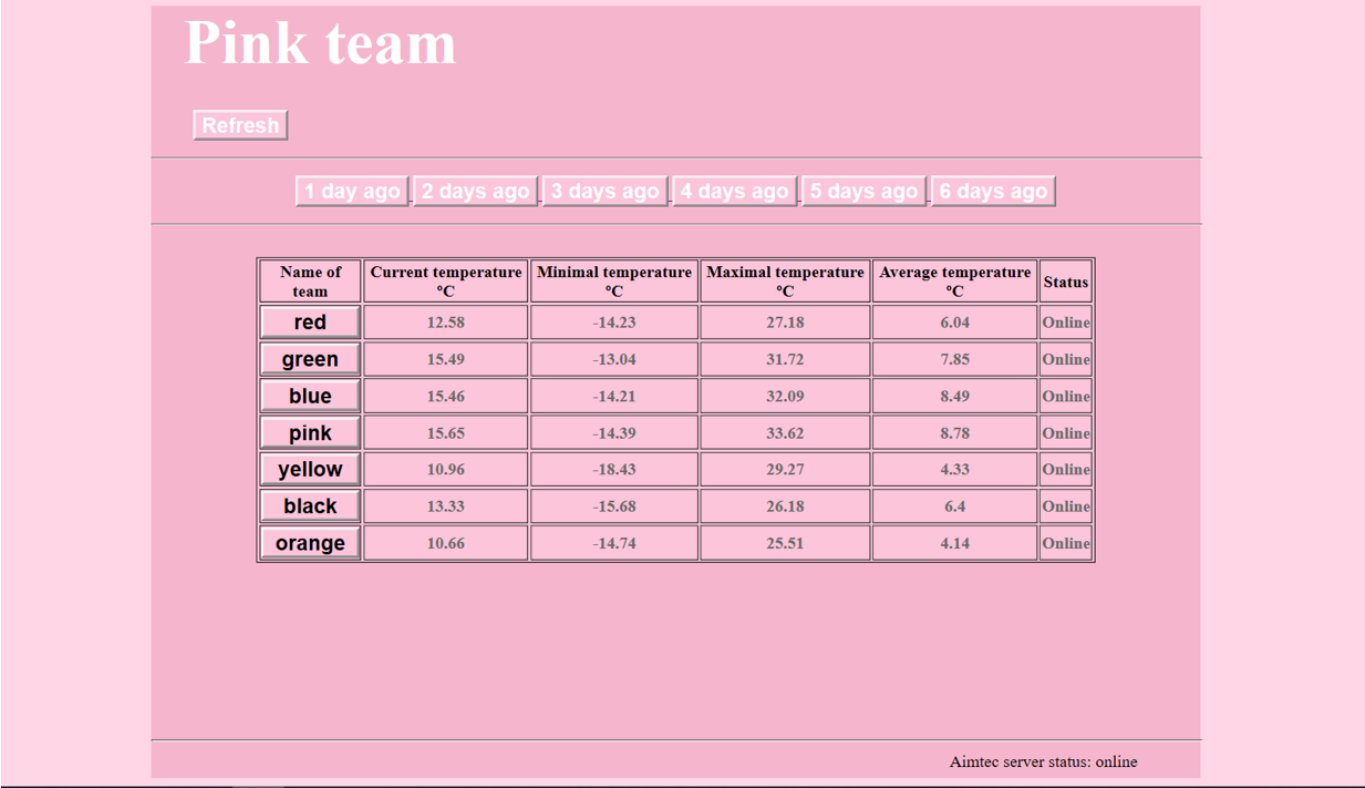 Pink team
Refresh
1 day ago 2 days ago 3 days ago 4 days ago 5 days ago 6 days ago
Name of team Current temperature °C Minimal temperature °C Maximal temperature °C Average temperature °C Status
red 12.58 -14.23 27.18 6.04 Online
green 15.49 -13.04 31.72 7.85 Online
blue 15.46 -14.21 32.09 8.49 Online
pink 15.65 -14.39 33.62 8.78 Online
yellow 10.96 -18.43 29.27 4.33 Online
black 13.33 -15.68 26.18 6.4 Online
orange 10.66 -14.74 25.51 4.14 Online
Aimtec server status: online